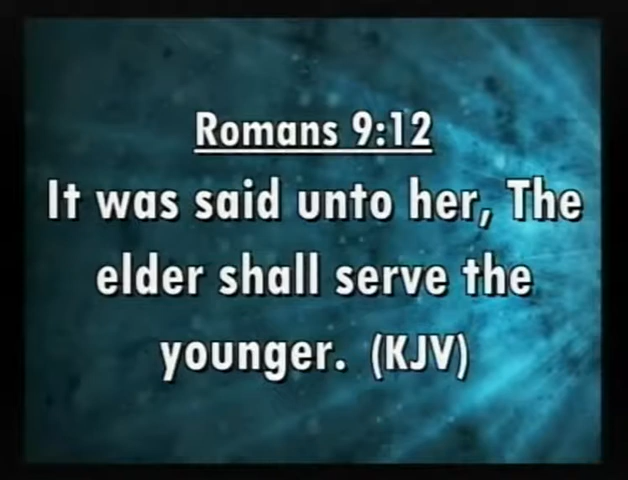 Romans 9:12
It was said unto her, The
elder shall serve the
younger. (KJV)